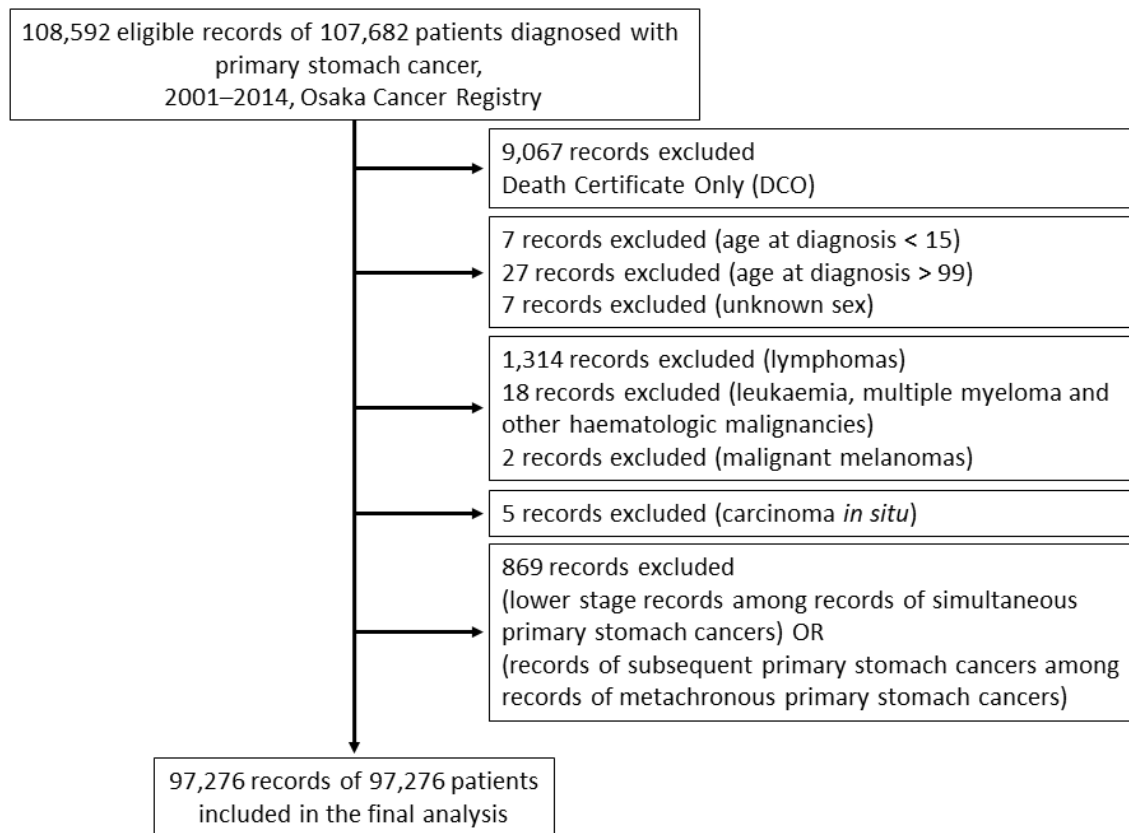 108,592 eligible records of 107,682 patients diagnosed with
primary stomach cancer,
2001–2014, Osaka Cancer Registry
9,067 records excluded
Death Certificate Only (DCO)
7 records excluded (age at diagnosis < 15)
27 records excluded (age at diagnosis > 99)
7 records excluded (unknown sex)
1,314 records excluded (lymphomas)
18 records excluded (leukaemia, multiple myeloma and
other haematologic malignancies)
2 records excluded (malignant melanomas)
5 records excluded (carcinoma in situ)
869 records excluded
(lower stage records among records of simultaneous
primary stomach cancers) OR
(records of subsequent primary stomach cancers among
records of metachronous primary stomach cancers)
97,276 records of 97,276 patients
included in the final analysis